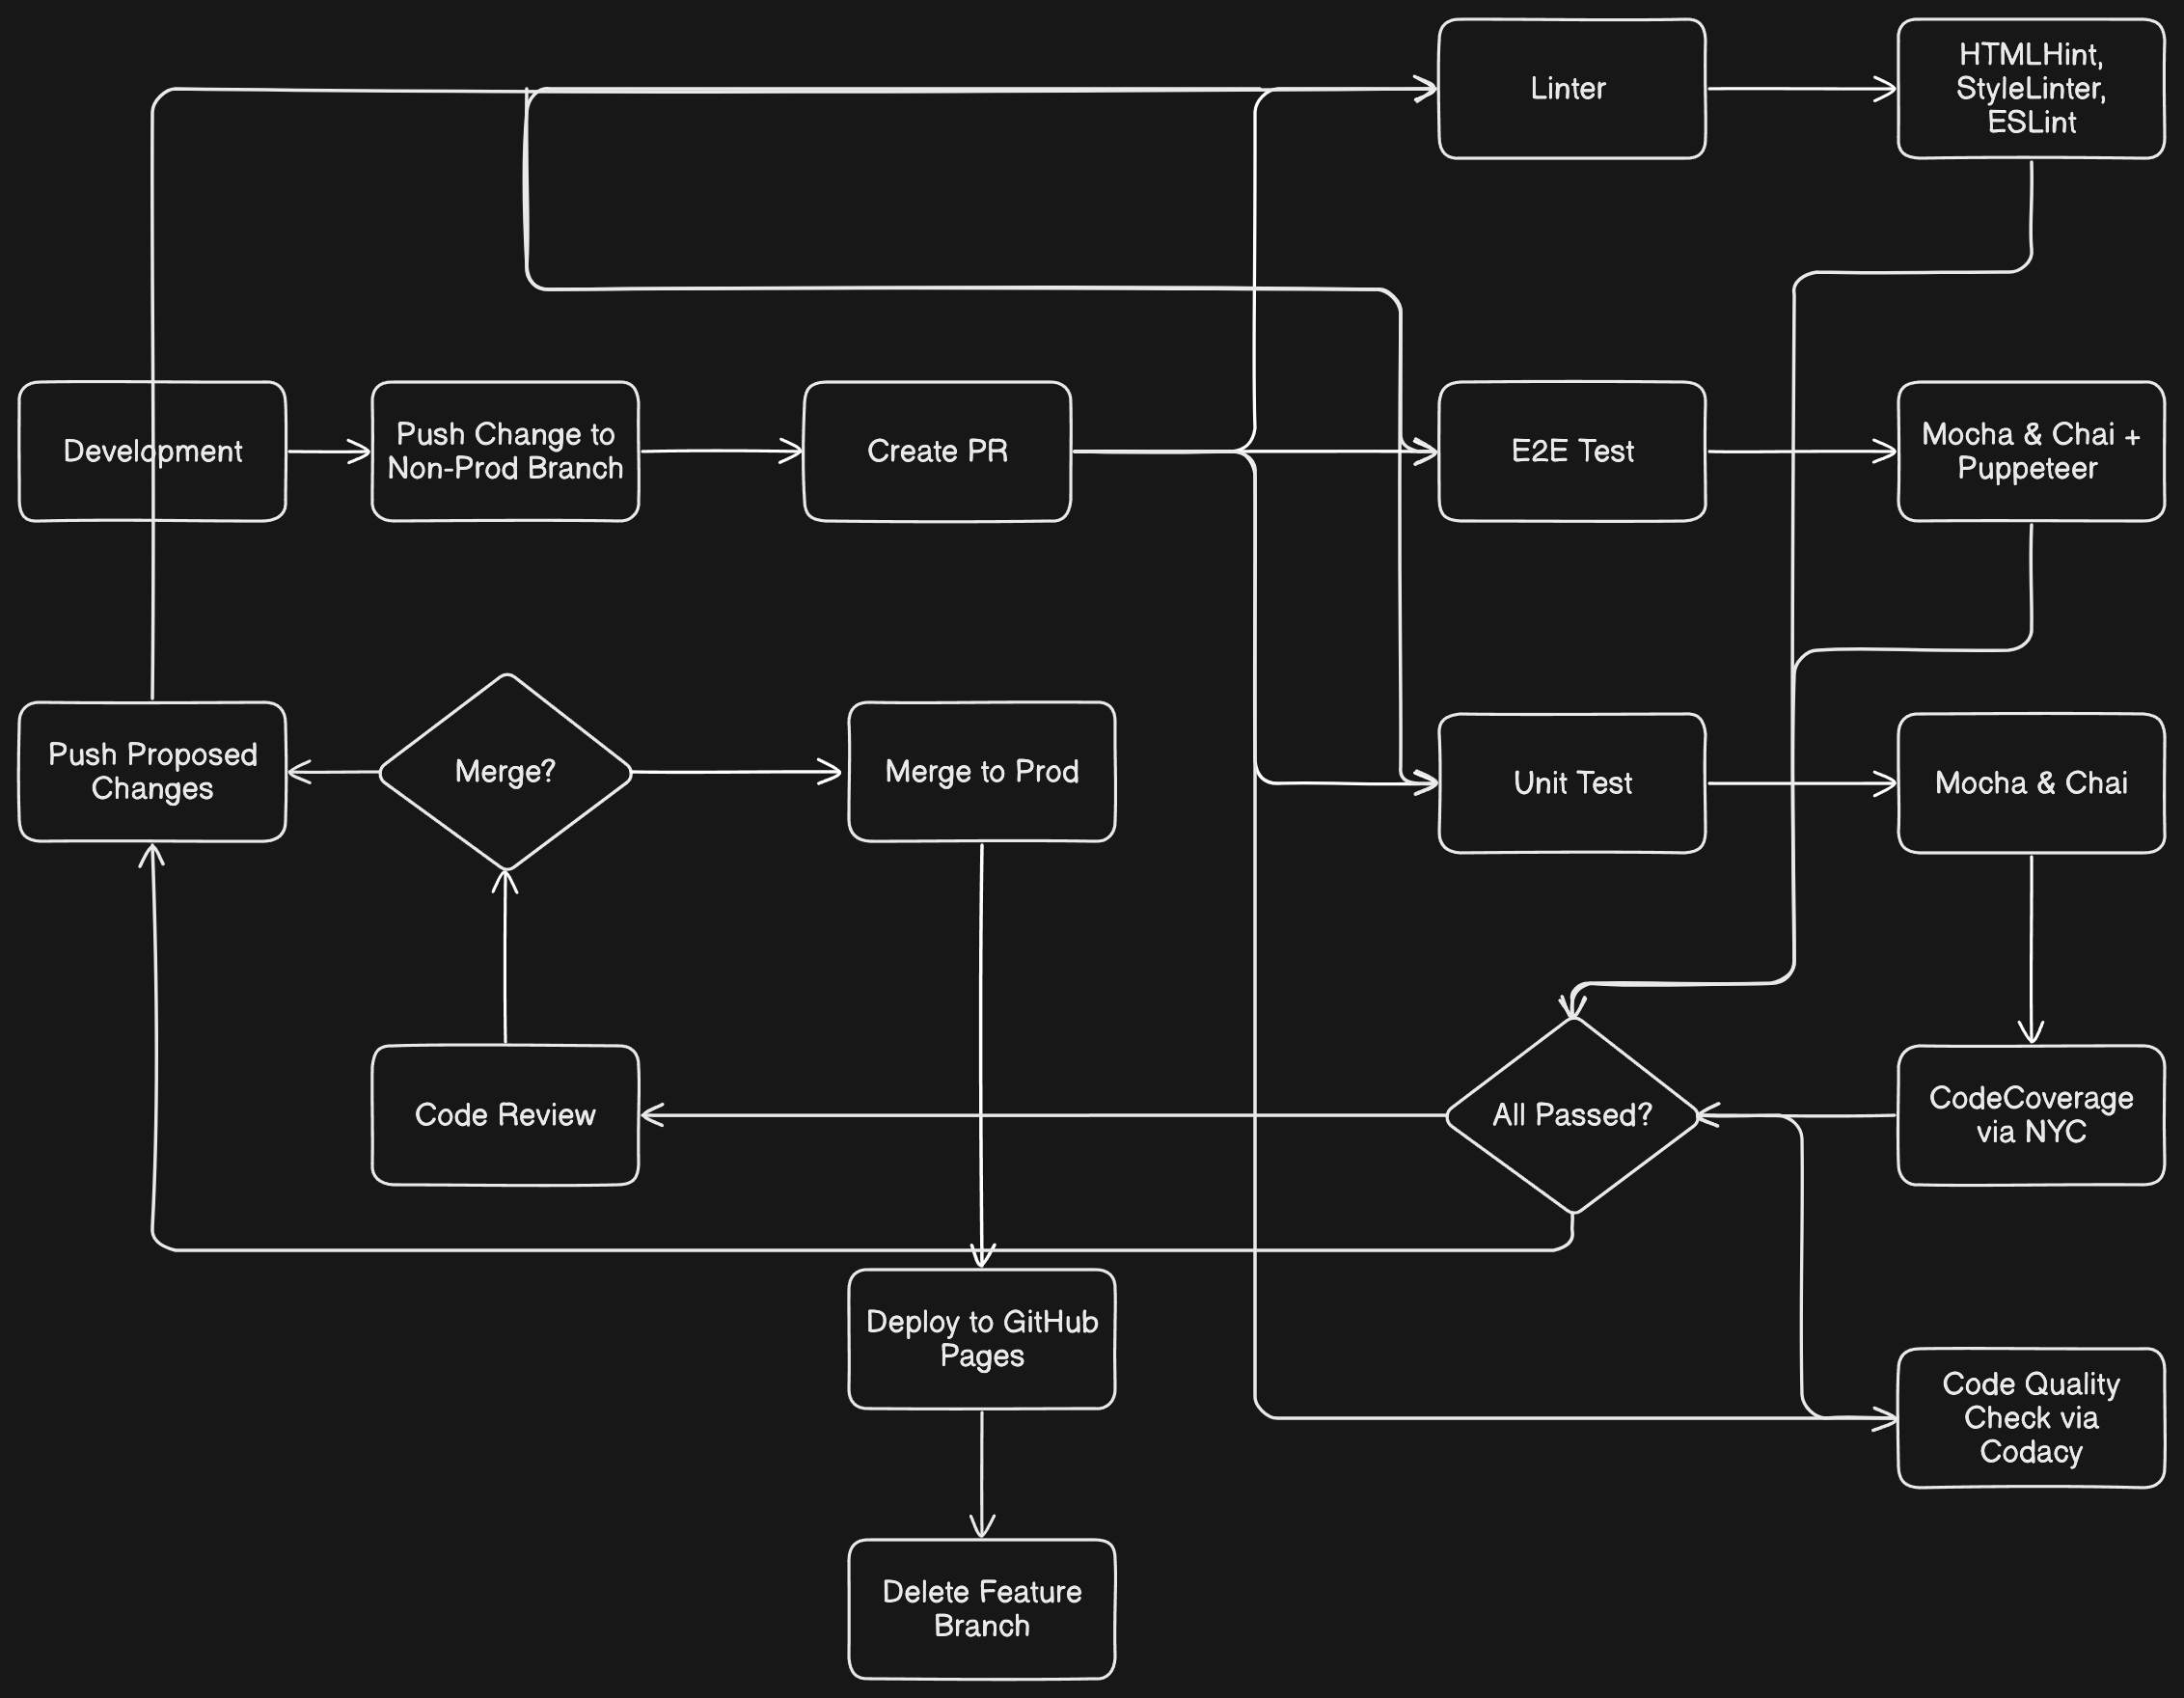 Linter
HTMLHint,
StyleLinter,
ESLint
Development
Push Change to
Non-Prod Branch
Create PR
E2E Test
Mocha & Chai +
Puppeteer
Push Proposed
Changes
Merge?
Merge to Prod
Unit Test
Mocha & Chai
Code Review
All Passed?
CodeCoverage
via NYC
Deploy to GitHub
Pages
Code Quality
Check via
Codacy
Delete Feature
Branch